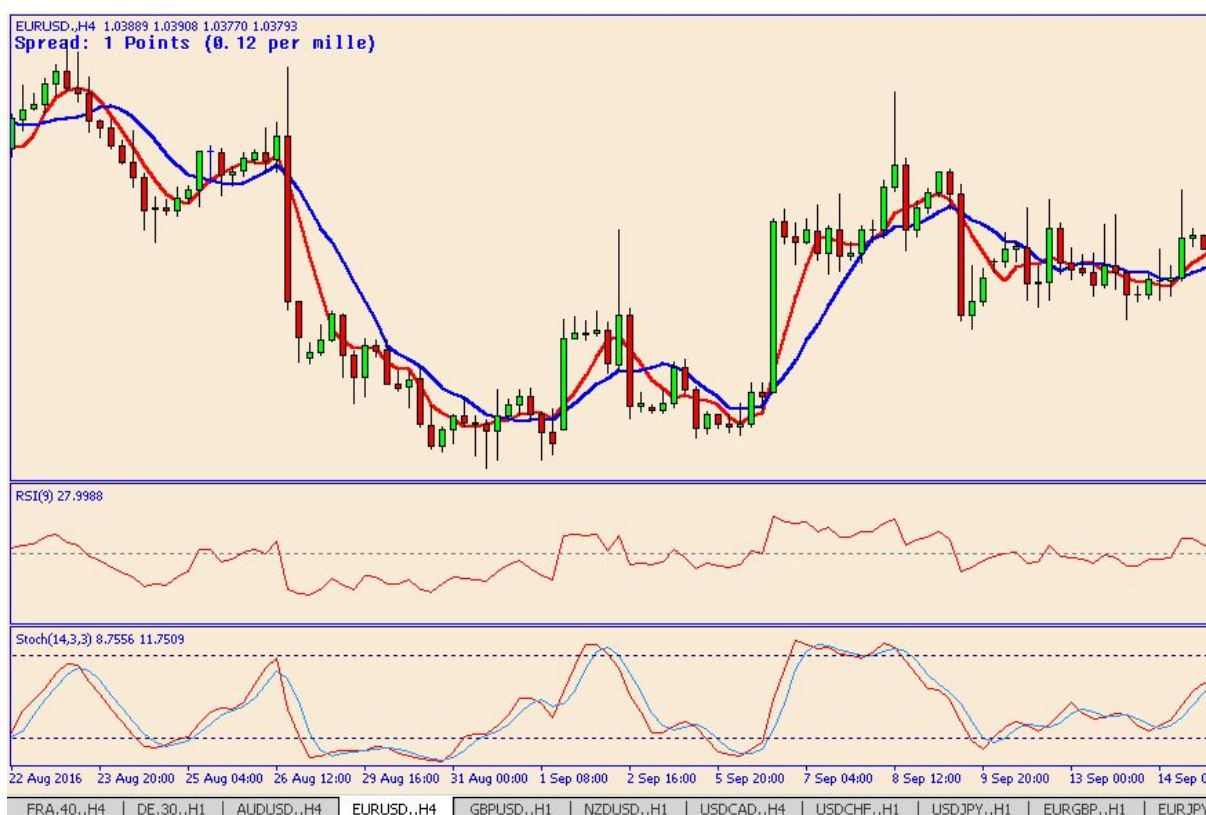 EURUSD.,H4 1.03889 1.03908 1.03770 1.03793
Spread: 1 Points (0.12 per mille)
RSI(9) 27.9988
Stoch(14,3,3) 8.7556 11.7509
22 Aug 2016 23 Aug 20:00 25 Aug 04:00 26 Aug 12:00 29 Aug 16:00 31 Aug 00:00 1 Sep 08:00 2 Sep 16:00 5 Sep 20:00 7 Sep 04:00 8 Sep 12:00 9 Sep 20:00 13 Sep 00:00 14 Sep 0
FRA.40.,H4 DE.30.,H1 AUDUSD.,H4 EURUSD.,H4 GBPUSD.,H1 NZDUSD.,H1 USDCAD.,H4 USDCHF.,H1 USDJPY.,H1 EURGBP.,H1 EURJPY